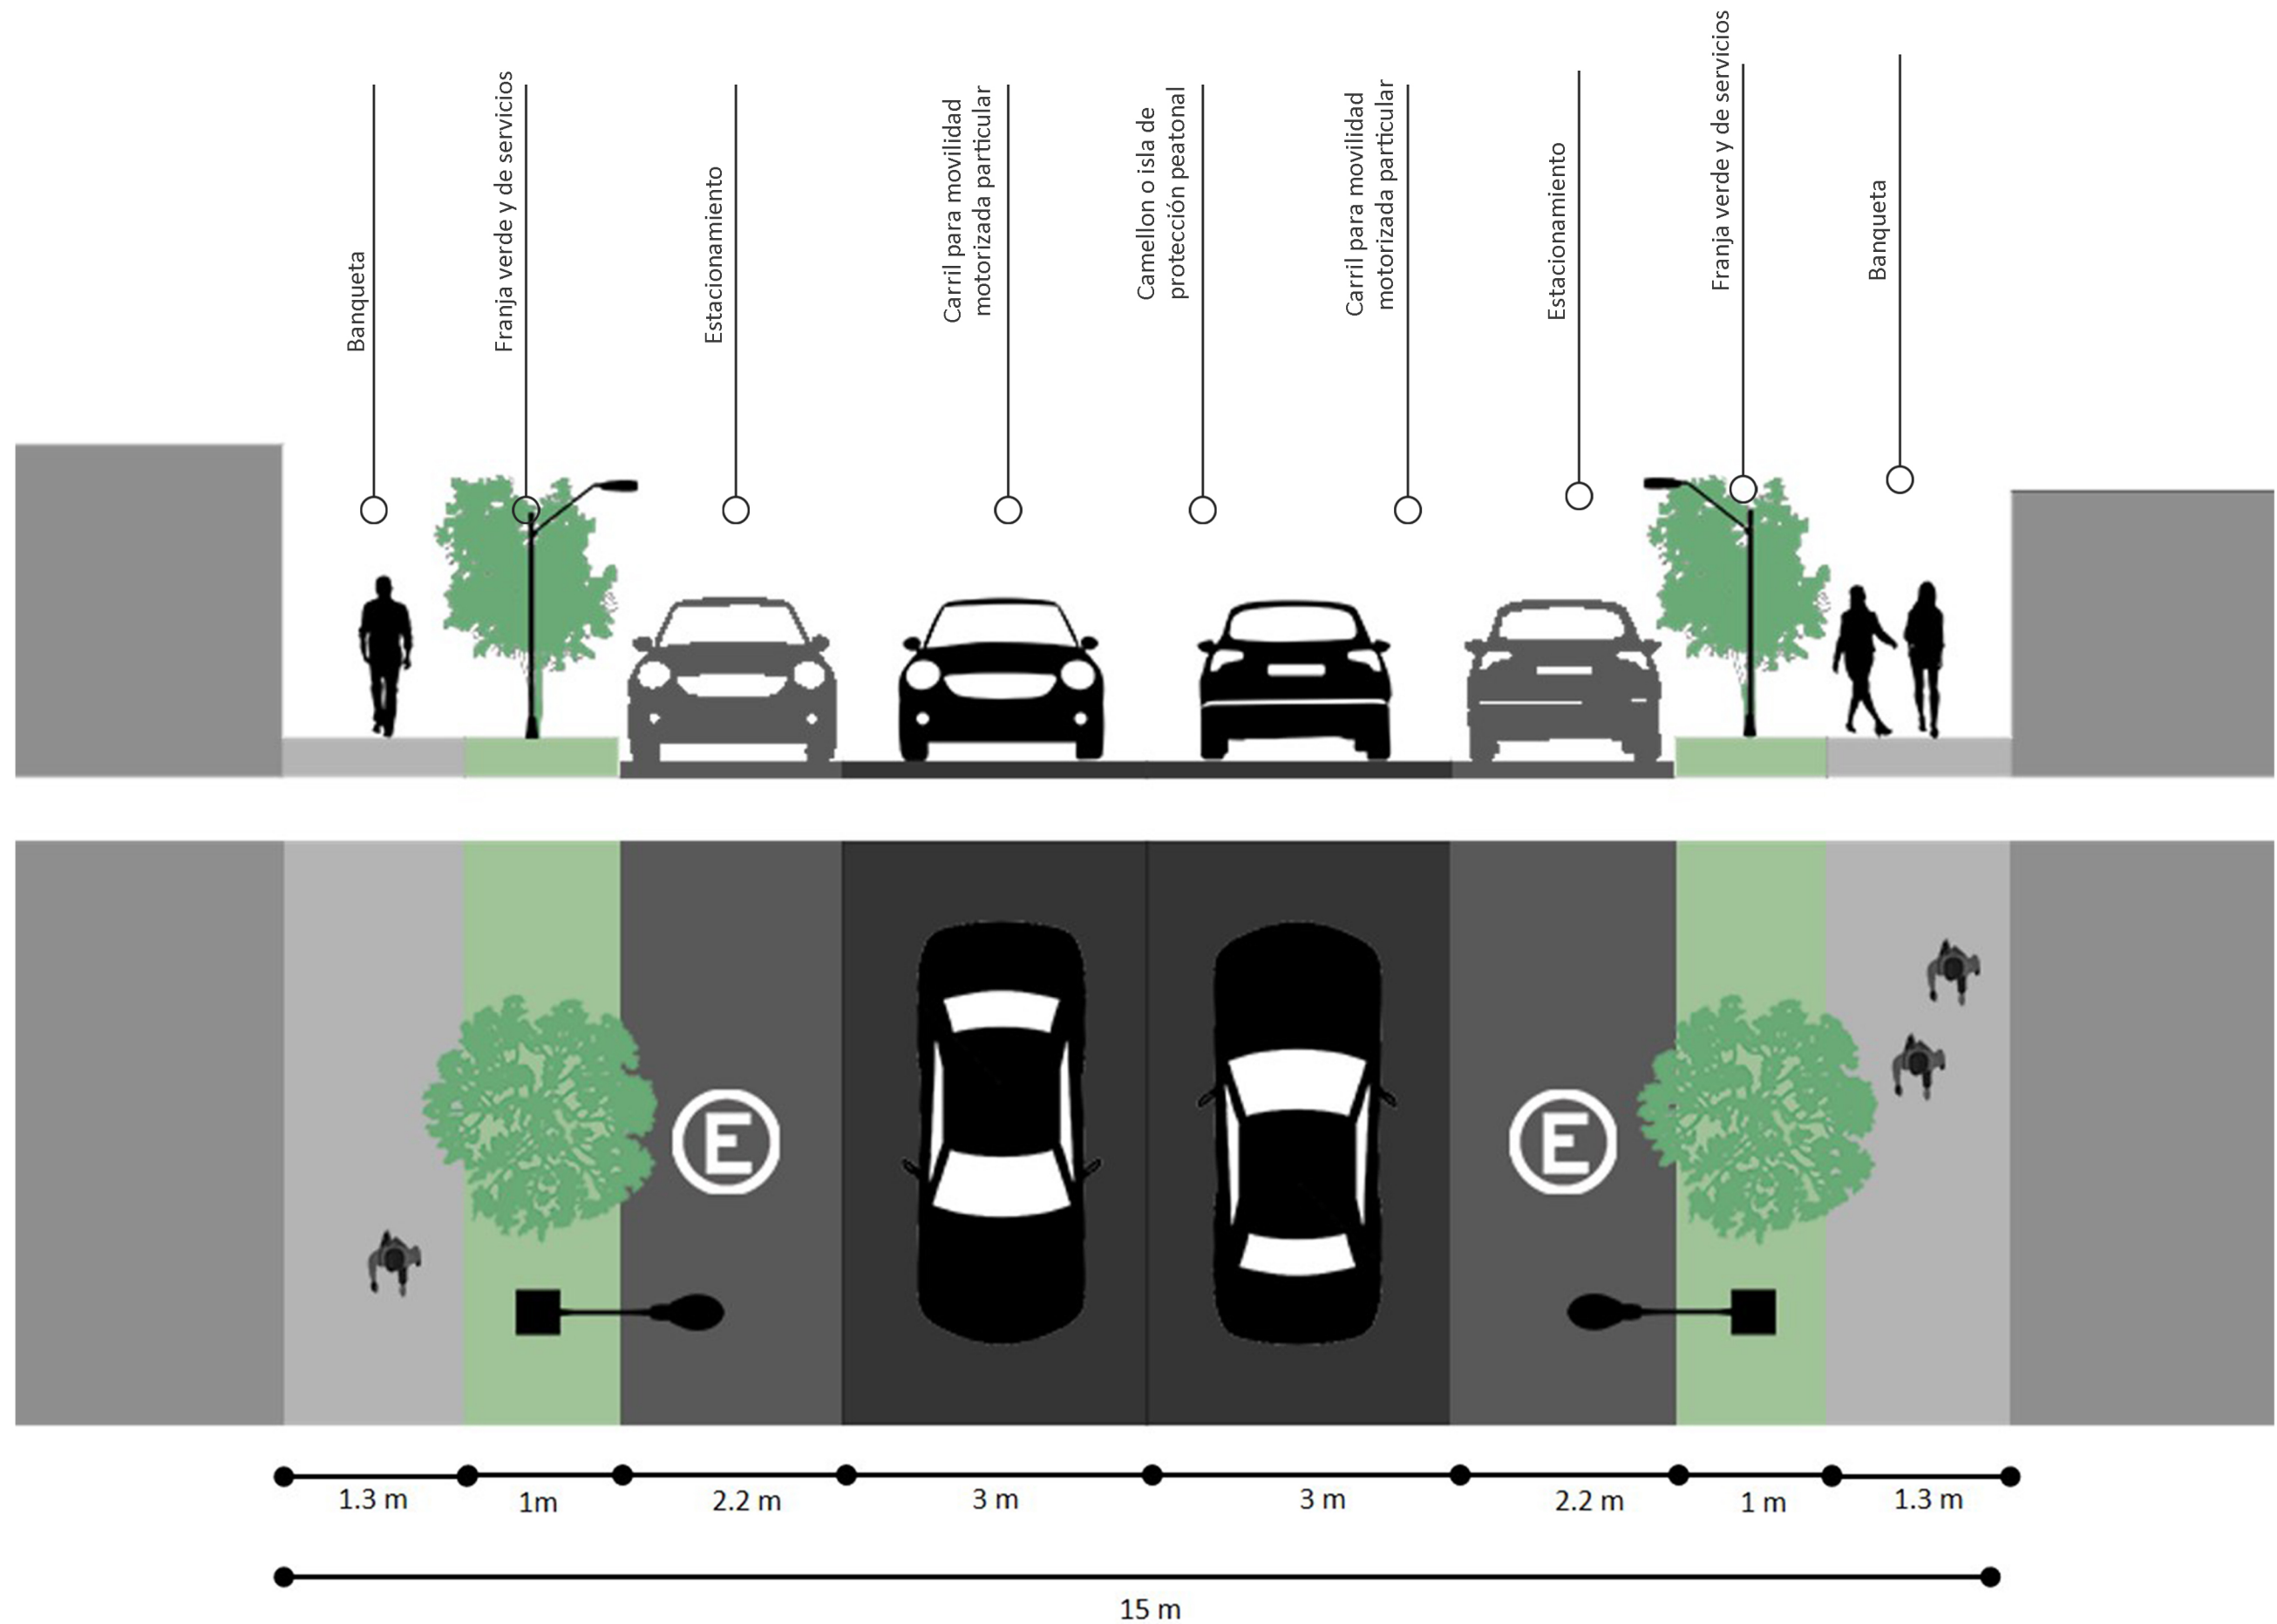 Banqueta
Franja verde y de servicios
Estacionamiento
Carril para movilidad
motorizada particular
Camellon o isla de
protección peatonal
Carril para movilidad
motorizada particular
Estacionamiento
Franja verde y de servicios
Banqueta
E
E
1.3 m
1m
2.2 m
3 m
3 m
2.2 m
1 m
1.3 m
15 m